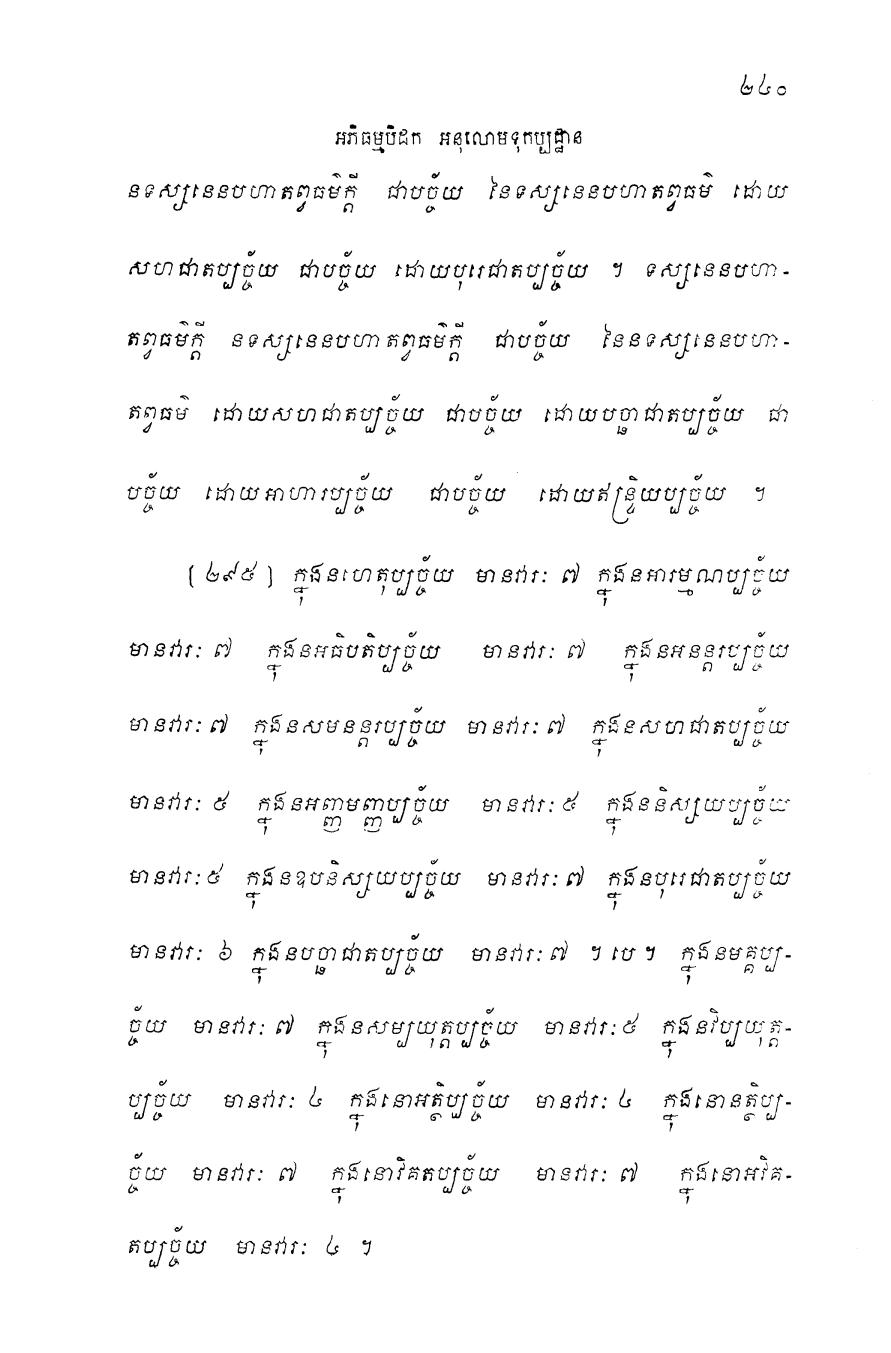 ២៤០
អភិធម្មបិដក អនុលោមទុកប្បដ្ឋាន
នទស្សនេនបហាតព្វធម៌ក្តី ជាបច្ច័យ នៃទស្សនេនបហាតព្វធម៌ ដោយ
សហជាតប្បច្ច័យ ជាបច្ច័យ ដោយបុរេជាតប្បច្ច័យ ។ ទស្សនេនបហា-
តព្វធម៌ក្តី នទស្សនេនបហាតព្វធម៌ក្តី ជាបច្ច័យ នៃនទស្សនេនបហា-
តព្វធម៌ ដោយសហជាតប្បច្ច័យ ជាបច្ច័យ ដោយបច្ឆាជាតប្បច្ច័យ ជា
បច្ច័យ ដោយអាហារប្បច្ច័យ ជាបច្ច័យ ដោយឥន្ទ្រិយប្បច្ច័យ ។
[ ២៩៥ ] ក្នុងនហេតុប្បច្ច័យ មានវារៈ ៧ ក្នុងនអារម្មណប្បច្ច័យ
មានវារៈ ៧ ក្នុងនអធិបតិប្បច្ច័យ មានវារៈ ៧ ក្នុងនអនន្តរប្បច្ច័យ
មានវារៈ ៧ ក្នុងនសមនន្តរប្បច្ច័យ មានវារៈ ៧ ក្នុងនសហជាតប្បច្ច័យ
មានវារៈ ៥ ក្នុងនអញ្ញាមញ្ញប្បច្ច័យ មានវារៈ ៥ ក្នុងននិស្សយប្បច្ច័យ
មានវារៈ ៥ ក្នុងនឧបនិស្សយប្បច្ច័យ មានវារៈ ៧ ក្នុងនបុរេជាតប្បច្ច័យ
មានវារៈ ៦ ក្នុងនបច្ឆាជាតប្បច្ច័យ មានវារៈ ៧ ។ បេ ។ ក្នុងនមគ្គប្ប-
ច្ច័យ មានវារៈ ៧ ក្នុងនសម្បយុត្តប្បច្ច័យ មានវារៈ ៥ ក្នុងនវិប្បយុត្ត-
ប្បច្ច័យ មានវារៈ ៤ ក្នុងនោអត្ថិប្បច្ច័យ មានវារៈ ៤ ក្នុងនោនត្ថិប្ប-
ច្ច័យ មានវារៈ ៧ ក្នុងនោវិគតប្បច្ច័យ មានវារៈ ៧ ក្នុងនោអវិគ-
តប្បច្ច័យ មានវារៈ ៤ ។